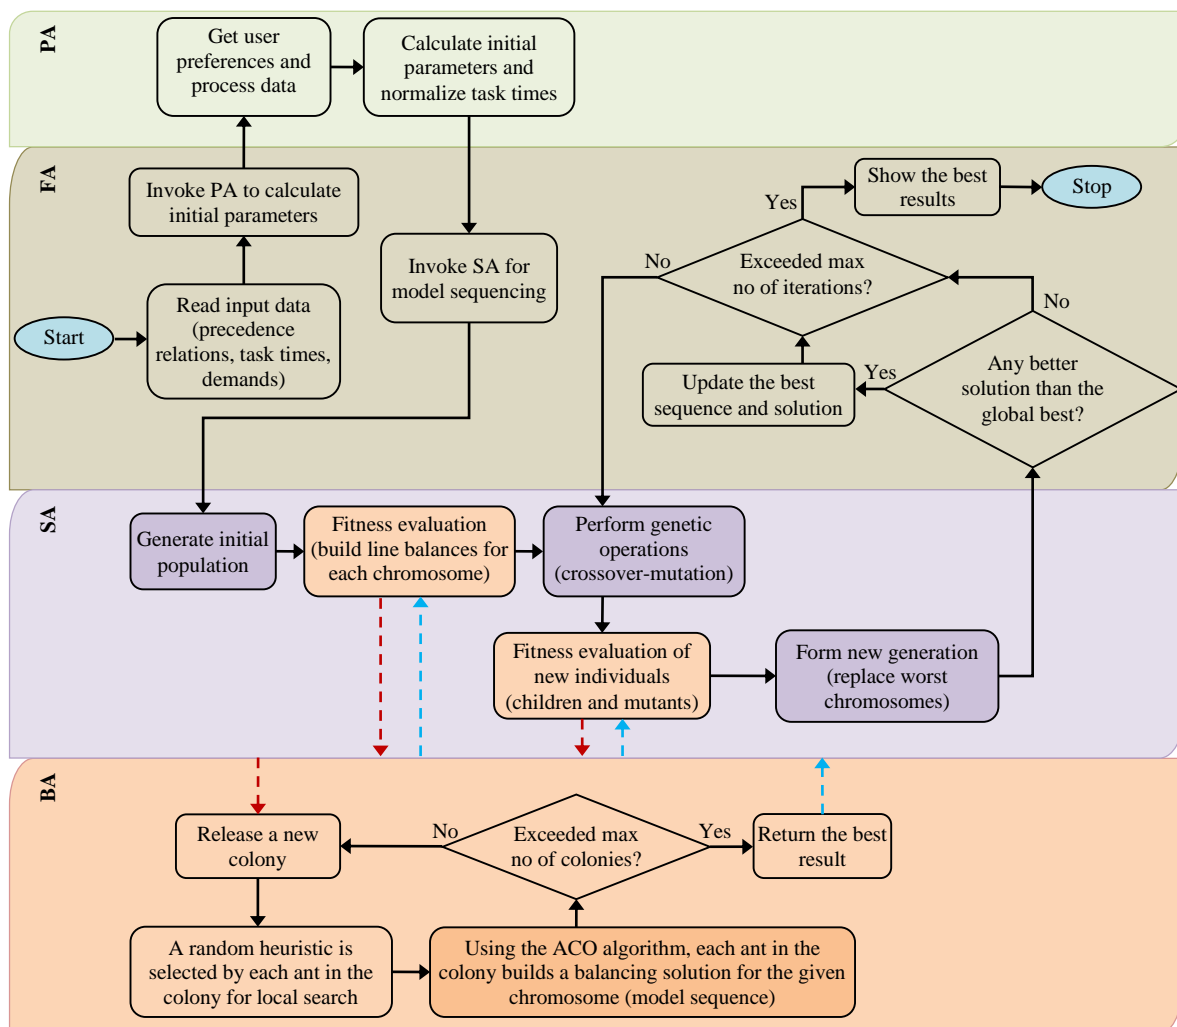 PA
Get user
preferences and
process data
Calculate initial
parameters and
normalize task times
FA
Invoke PA to calculate
initial parameters
Show the best
results
Stop
Yes
Invoke SA for
model sequencing
No
Exceeded max
no of iterations?
Start
Read input data
(precedence
relations, task times,
demands)
No
Update the best
sequence and solution
Yes
Any better
solution than the
global best?
SA
Generate initial
population
Fitness evaluation
(build line balances for
each chromosome)
Perform genetic
operations
(crossover-mutation)
Fitness evaluation of
new individuals
(children and mutants)
Form new generation
(replace worst
chromosomes)
BA
Release a new
colony
No
Exceeded max
no of colonies?
Yes
Return the best
result
A random heuristic is
selected by each ant in the
colony for local search
Using the ACO algorithm, each ant in the
colony builds a balancing solution for the given
chromosome (model sequence)